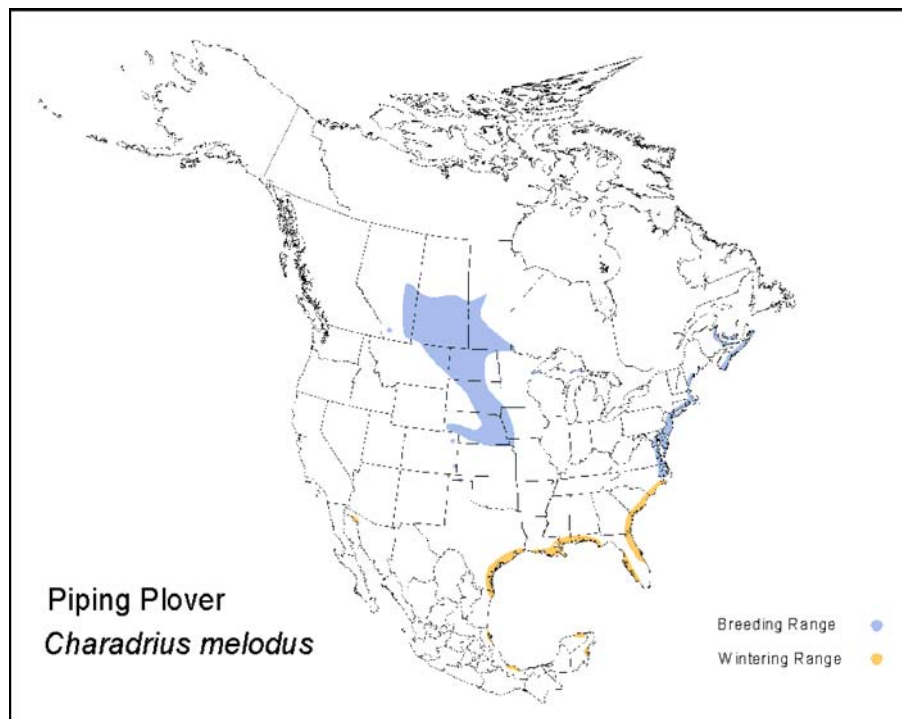 Piping Plover
Charadrius melodus
Breeding Range
Wintering Range